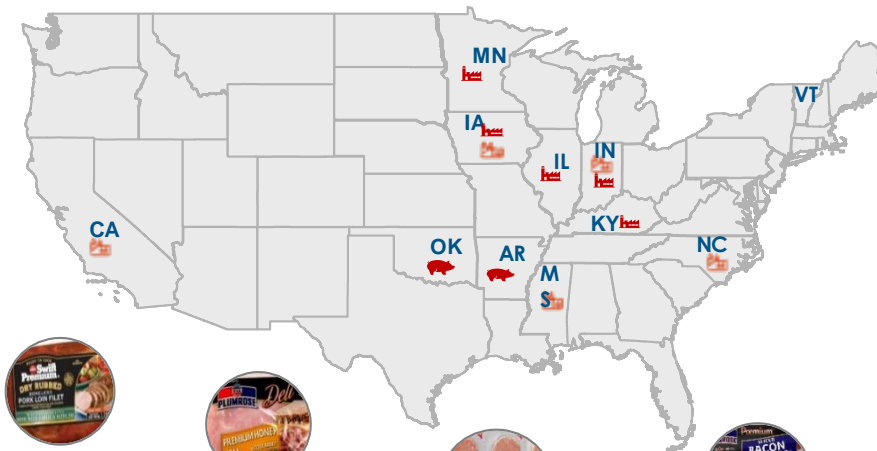 MN
VT
IA
IL
IN
KY
CA
NC
OK
AR
M
S
Swift
Premium
DRY RUBBED
BONELESS
PORK LOIN FILET
PLUMROSE
Deli
PREMIUM HONEY
Premium
BACON